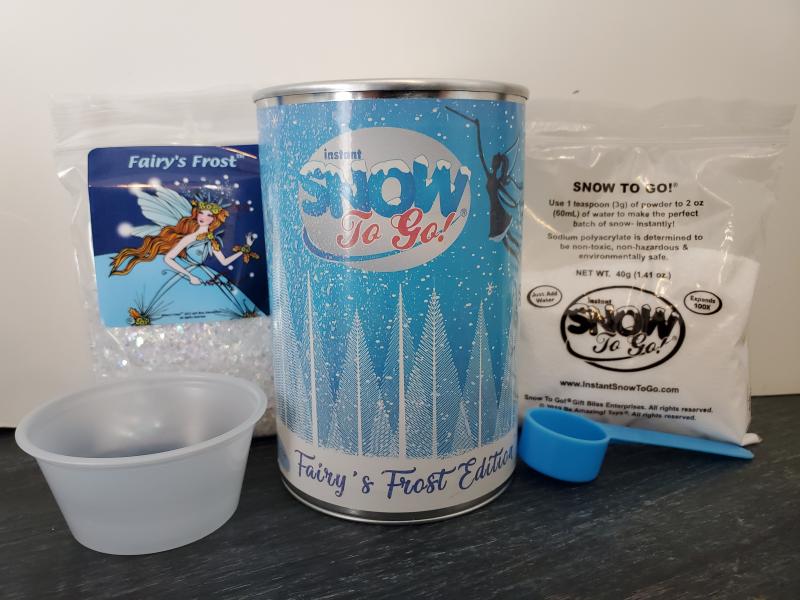 Fairy's Frost™
instant
SNOW
To Go!®
Fairy's Frost Edition
SNOW TO GO!®
Use 1 teaspoon (3g) of powder to 2 oz
(60mL) of water to make the perfect
batch of snow- instantly!
Sodium polyacrylate is determined to
be non-toxic, non-hazardous &
environmentally safe.
NET WT. 40g (1.41 oz.)
Just Add
Water
Expands
100X
instant
SNOW
To Go!®
www.InstantSnowToGo.com
Snow To Go!® Gift Bliss Enterprises. All rights reserved.
Be Amazing! Toys® All rights reserved.